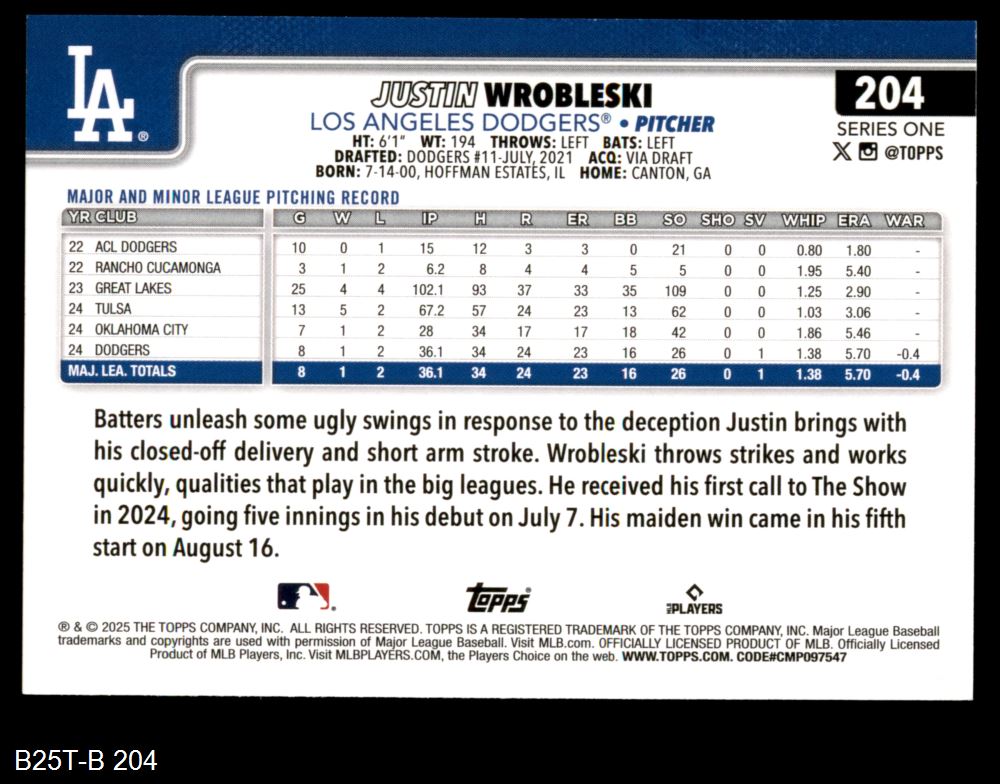 LA®
JUSTIN WROBLESKI
204
LOS ANGELES DODGERS® • PITCHER
SERIES ONE
HT: 6'1" WT: 194 THROWS: LEFT BATS: LEFT
X @TOPPS
DRAFTED: DODGERS #11-JULY, 2021 ACQ: VIA DRAFT
BORN: 7-14-00, HOFFMAN ESTATES, IL HOME: CANTON, GA
MAJOR AND MINOR LEAGUE PITCHING RECORD
YR CLUB G W L IP H R ER BB SO SHO SV WHIP ERA WAR
22 ACL DODGERS 10 0 1 15 12 3 3 0 21 0 0 0.80 1.80 -
22 RANCHO CUCAMONGA 3 1 2 6.2 8 4 4 5 5 0 0 1.95 5.40 -
23 GREAT LAKES 25 4 4 102.1 93 37 33 35 109 0 0 1.25 2.90 -
24 TULSA 13 5 2 67.2 57 24 23 13 62 0 0 1.03 3.06 -
24 OKLAHOMA CITY 7 1 2 28 34 17 17 18 42 0 0 1.86 5.46 -
24 DODGERS 8 1 2 36.1 34 24 23 16 26 0 1 1.38 5.70 -0.4
MAJ. LEA. TOTALS 8 1 2 36.1 34 24 23 16 26 0 1 1.38 5.70 -0.4
Batters unleash some ugly swings in response to the deception Justin brings with
his closed-off delivery and short arm stroke. Wrobleski throws strikes and works
quickly, qualities that play in the big leagues. He received his first call to The Show
in 2024, going five innings in his debut on July 7. His maiden win came in his fifth
start on August 16.
Topps® PLAYERS
® & © 2025 THE TOPPS COMPANY, INC. ALL RIGHTS RESERVED. TOPPS IS A REGISTERED TRADEMARK OF THE TOPPS COMPANY, INC. Major League Baseball
trademarks and copyrights are used with permission of Major League Baseball. Visit MLB.com. OFFICIALLY LICENSED PRODUCT OF MLB. Officially Licensed
Product of MLB Players, Inc. Visit MLBPLAYERS.COM, the Players Choice on the web. WWW.TOPPS.COM. CODE#CMP097547
B25T-B 204